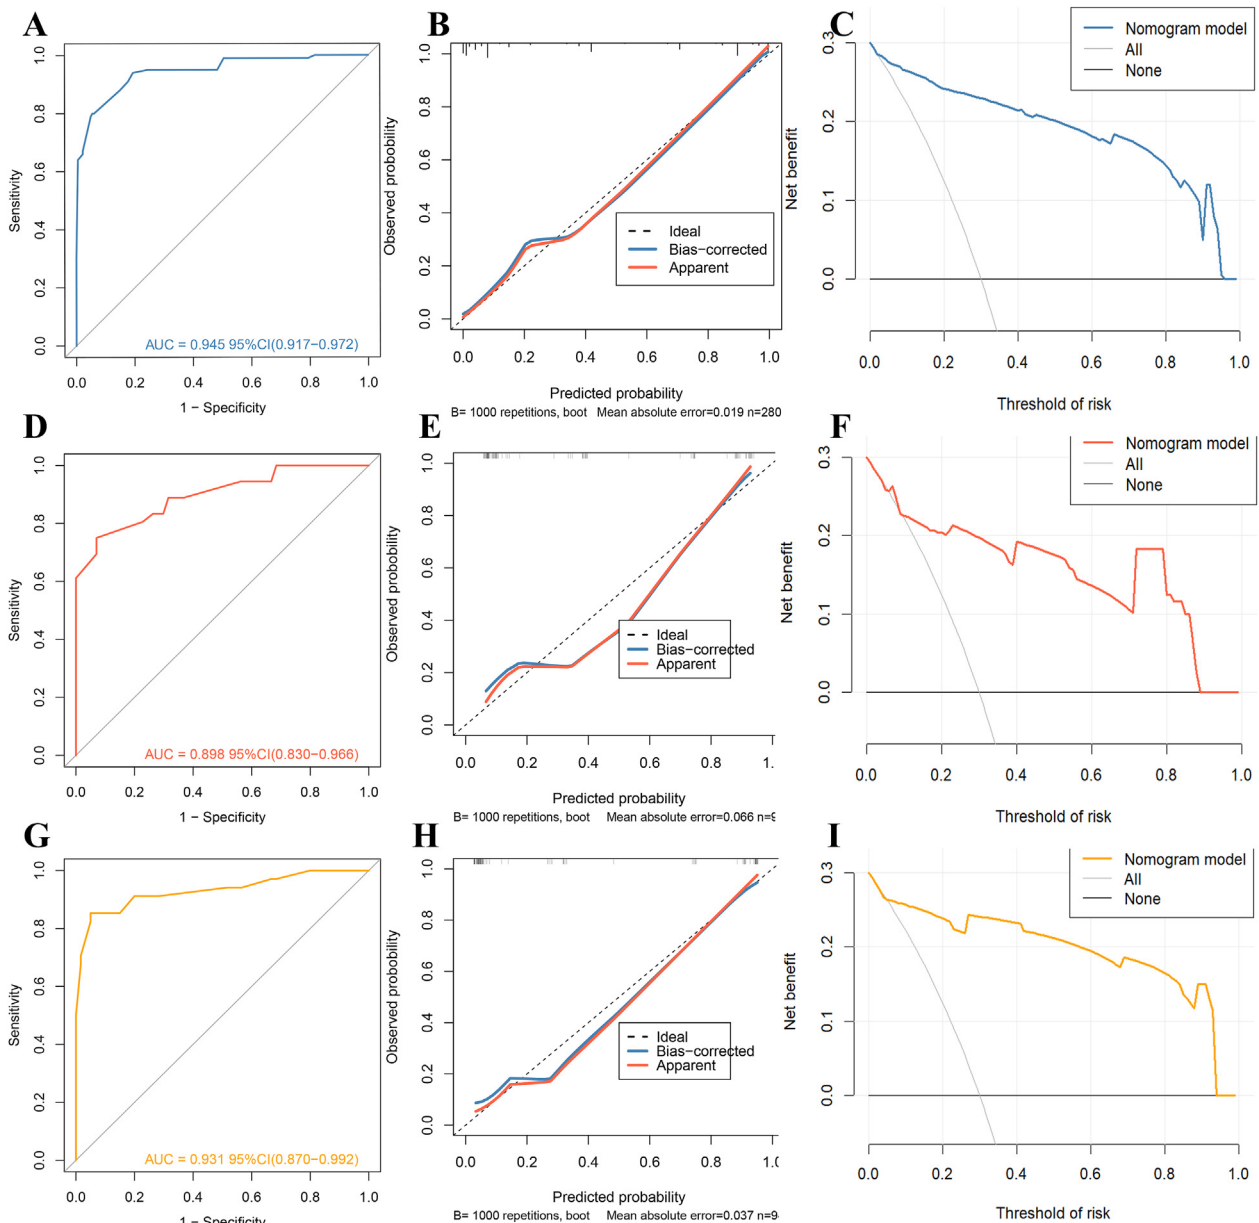 A
1.0
0.8
0.6
0.4
0.2
0.0
Sensitivity
AUC = 0.945 95%CI(0.917−0.972)
0.0 0.2 0.4 0.6 0.8 1.0
1 − Specificity
B
1.0
0.8
0.6
0.4
0.2
0.0
Observed probability
Ideal
Bias−corrected
Apparent
0.0 0.2 0.4 0.6 0.8 1.0
Predicted probability
B= 1000 repetitions, boot Mean absolute error=0.019 n=280
C
Nomogram model
All
None
0.3
0.2
0.1
0.0
Net benefit
0.0 0.2 0.4 0.6 0.8 1.0
Threshold of risk
D
1.0
0.8
0.6
0.4
0.2
0.0
Sensitivity
AUC = 0.898 95%CI(0.830−0.966)
0.0 0.2 0.4 0.6 0.8 1.0
1 − Specificity
E
1.0
0.8
0.6
0.4
0.2
0.0
Observed probability
Ideal
Bias−corrected
Apparent
0.0 0.2 0.4 0.6 0.8 1.
Predicted probability
B= 1000 repetitions, boot Mean absolute error=0.066
F
Nomogram model
All
None
0.3
0.2
0.1
0.0
Net benefit
0.0 0.2 0.4 0.6 0.8 1.0
Threshold of risk
G
1.0
0.8
0.6
0.4
0.2
0.0
Sensitivity
AUC = 0.931 95%CI(0.870−0.992)
0.0 0.2 0.4 0.6 0.8 1.0
1 − Specificity
H
1.0
0.8
0.6
0.4
0.2
0.0
Observed probability
Ideal
Bias−corrected
Apparent
0.0 0.2 0.4 0.6 0.8
Predicted probability
B= 1000 repetitions, boot Mean absolute error=0.037
I
Nomogram model
All
None
0.3
0.2
0.1
0.0
Net benefit
0.0 0.2 0.4 0.6 0.8 1.0
Threshold of risk